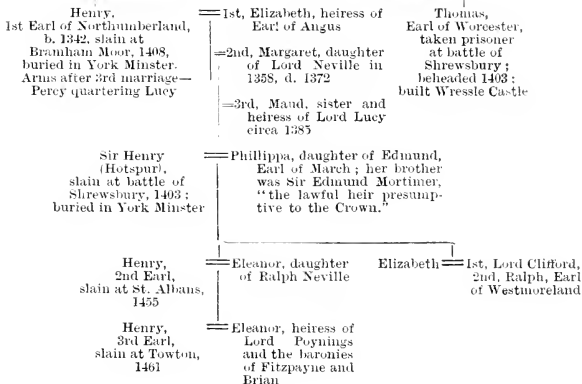 Henry,
1st Earl of Northumberland,
b. 1342, slain at
Bramham Moor, 1408,
buried in York Minster.
Arms after 3rd marriage—
Percy quartering Lucy
1st, Elizabeth, heiress of
Earl of Angus
2nd, Margaret, daughter
of Lord Neville in
1358, d. 1372
3rd, Maud, sister and
heiress of Lord Lucy
circa 1385
Thomas,
Earl of Worcester,
taken prisoner
at battle of
Shrewsbury;
beheaded 1403;
built Wressle Castle
Sir Henry
(Hotspur),
slain at battle of
Shrewsbury, 1403;
buried in York Minster
Phillippa, daughter of Edmund,
Earl of March; her brother
was Sir Edmund Mortimer,
"the lawful heir presump-
tive to the Crown."
Henry,
2nd Earl,
slain at St. Albans,
1455
Eleanor, daughter
of Ralph Neville
Elizabeth
1st, Lord Clifford,
2nd, Ralph, Earl
of Westmoreland
Henry,
3rd Earl,
slain at Towton,
1461
Eleanor, heiress of
Lord Poynings
and the baronies
of Fitzpayne and
Brian